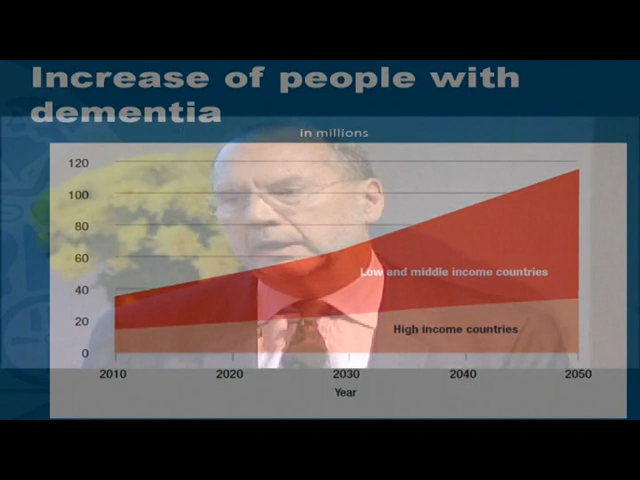 Increase of people with
dementia
in millions
120
100
80
60
40
20
0
Low and middle income countries
High income countries
2010 2020 2030 2040 2050
Year